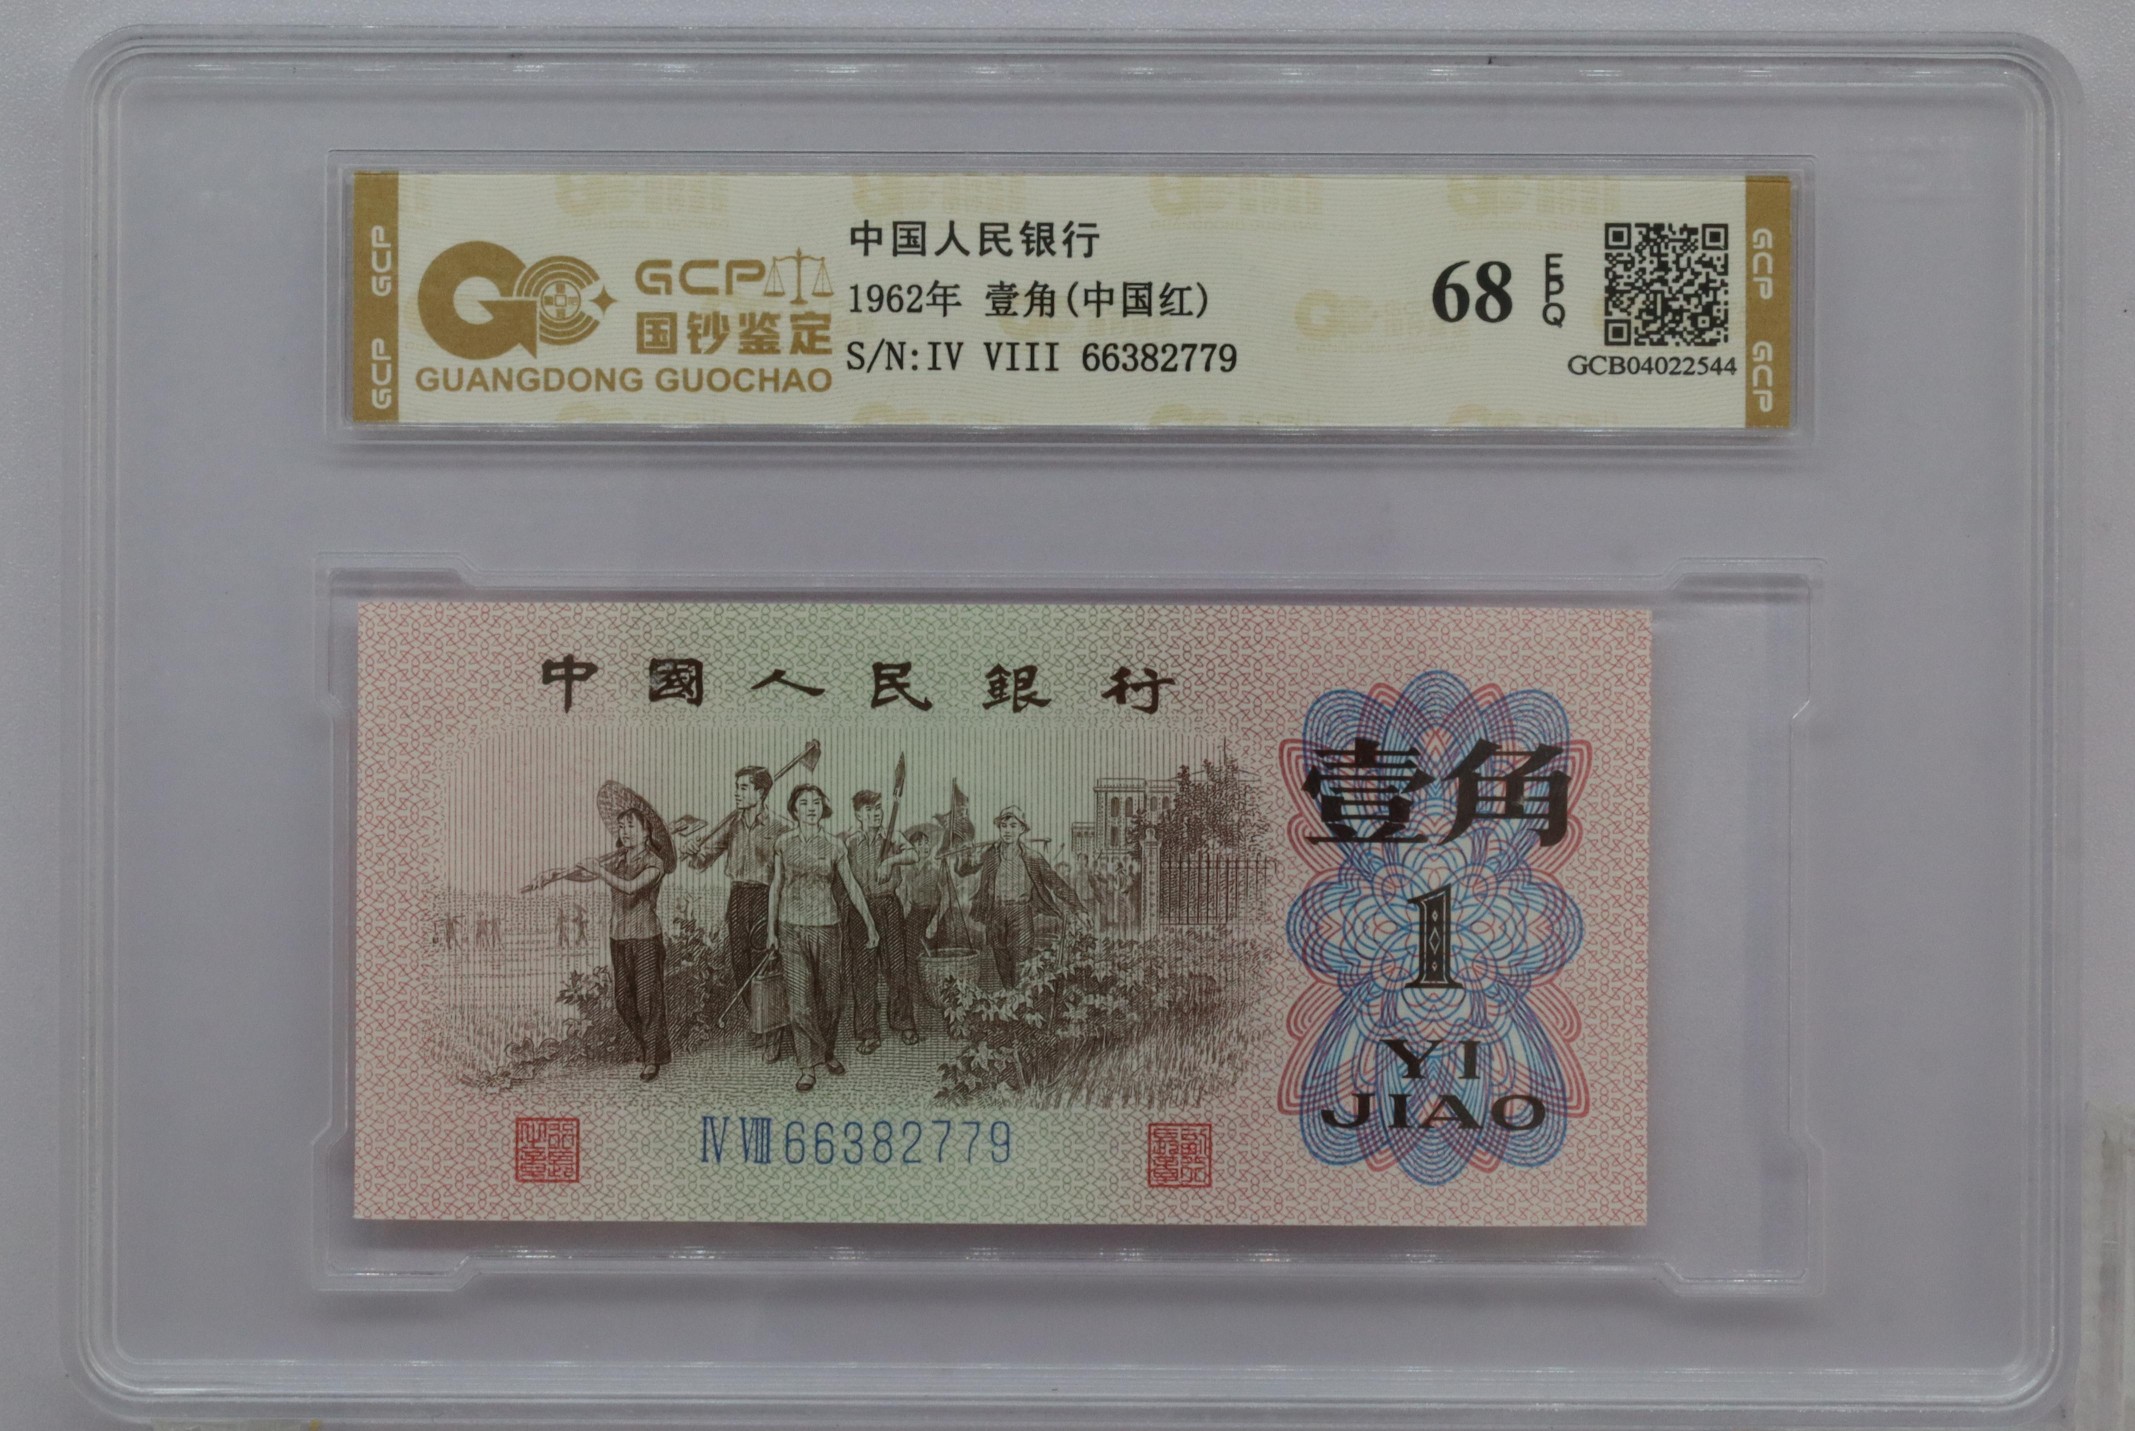 GCP
GCP
GCP
国钞鉴定
GUANGDONG GUOCHAO
中国人民银行
1962年 壹角(中国红)
S/N:IV VIII 66382779
68
EPQ
GCB04022544
GCP
GCP
中國人民銀行
壹角
1
YI
JIAO
IV VIII 66382779